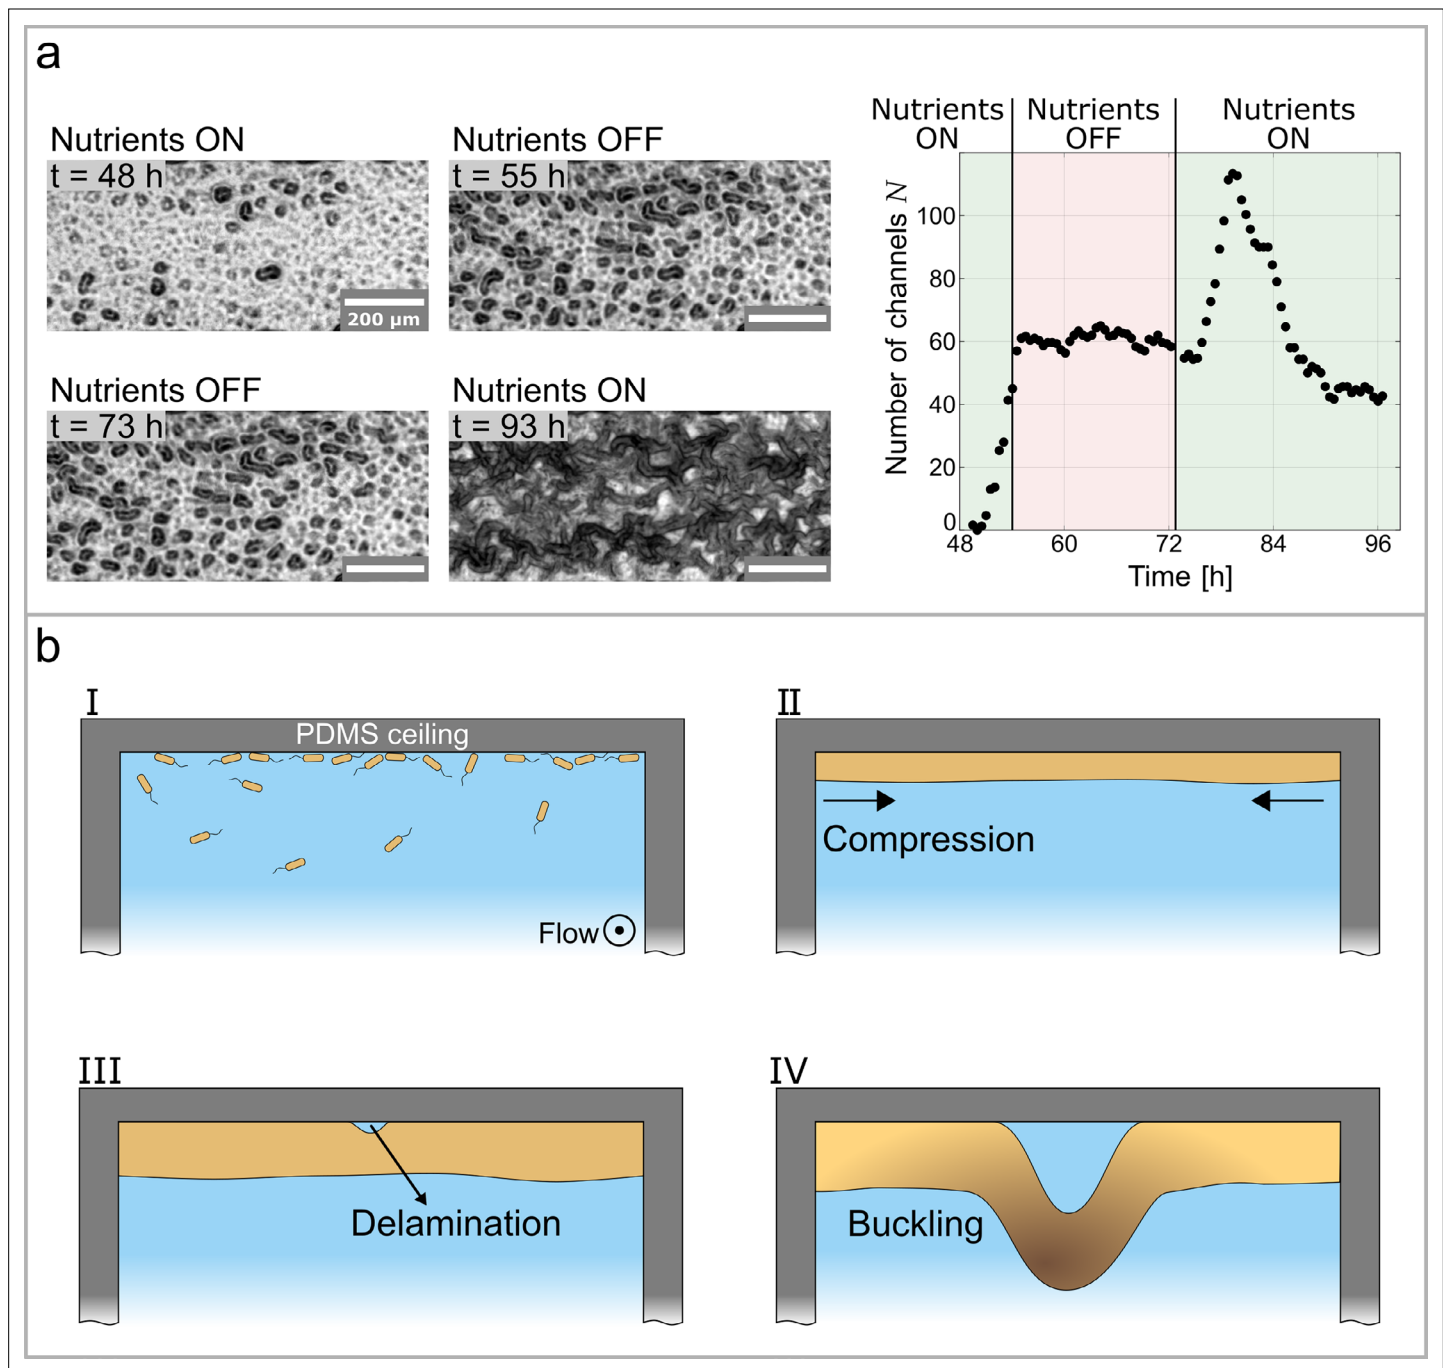 a
Nutrients ON
t = 48 h
200 µm
Nutrients OFF
t = 55 h
Nutrients OFF
t = 73 h
Nutrients ON
t = 93 h
Nutrients ON
Nutrients OFF
Nutrients ON
Number of channels N
100
80
60
40
20
0
48 60 72 84 96
Time [h]
b
I
PDMS ceiling
Flow
II
Compression
III
Delamination
IV
Buckling